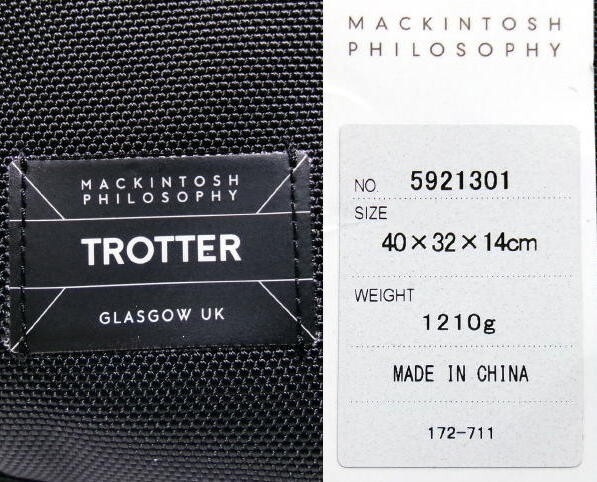 MACKINTOSH
PHILOSOPHY
TROTTER
GLASGOW UK
MACKINTOSH
PHILOSOPHY
NO. 5921301
SIZE
40×32×14cm
WEIGHT
1210g
MADE IN CHINA
172-711